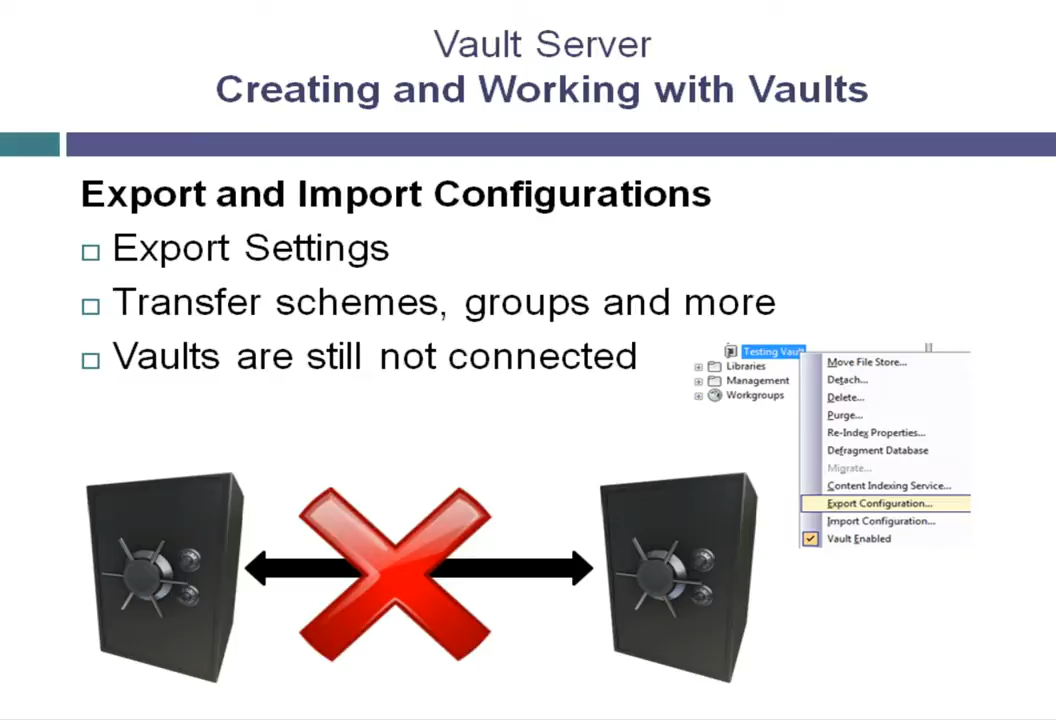 Vault Server
Creating and Working with Vaults
Export and Import Configurations
Export Settings
Transfer schemes, groups and more
Vaults are still not connected
Testing Vault
Libraries
Management
Workgroups
Move File Store...
Detach...
Delete...
Purge...
Re-Index Properties...
Defragment Database
Migrate...
Content Indexing Service...
Export Configuration...
Import Configuration...
Vault Enabled